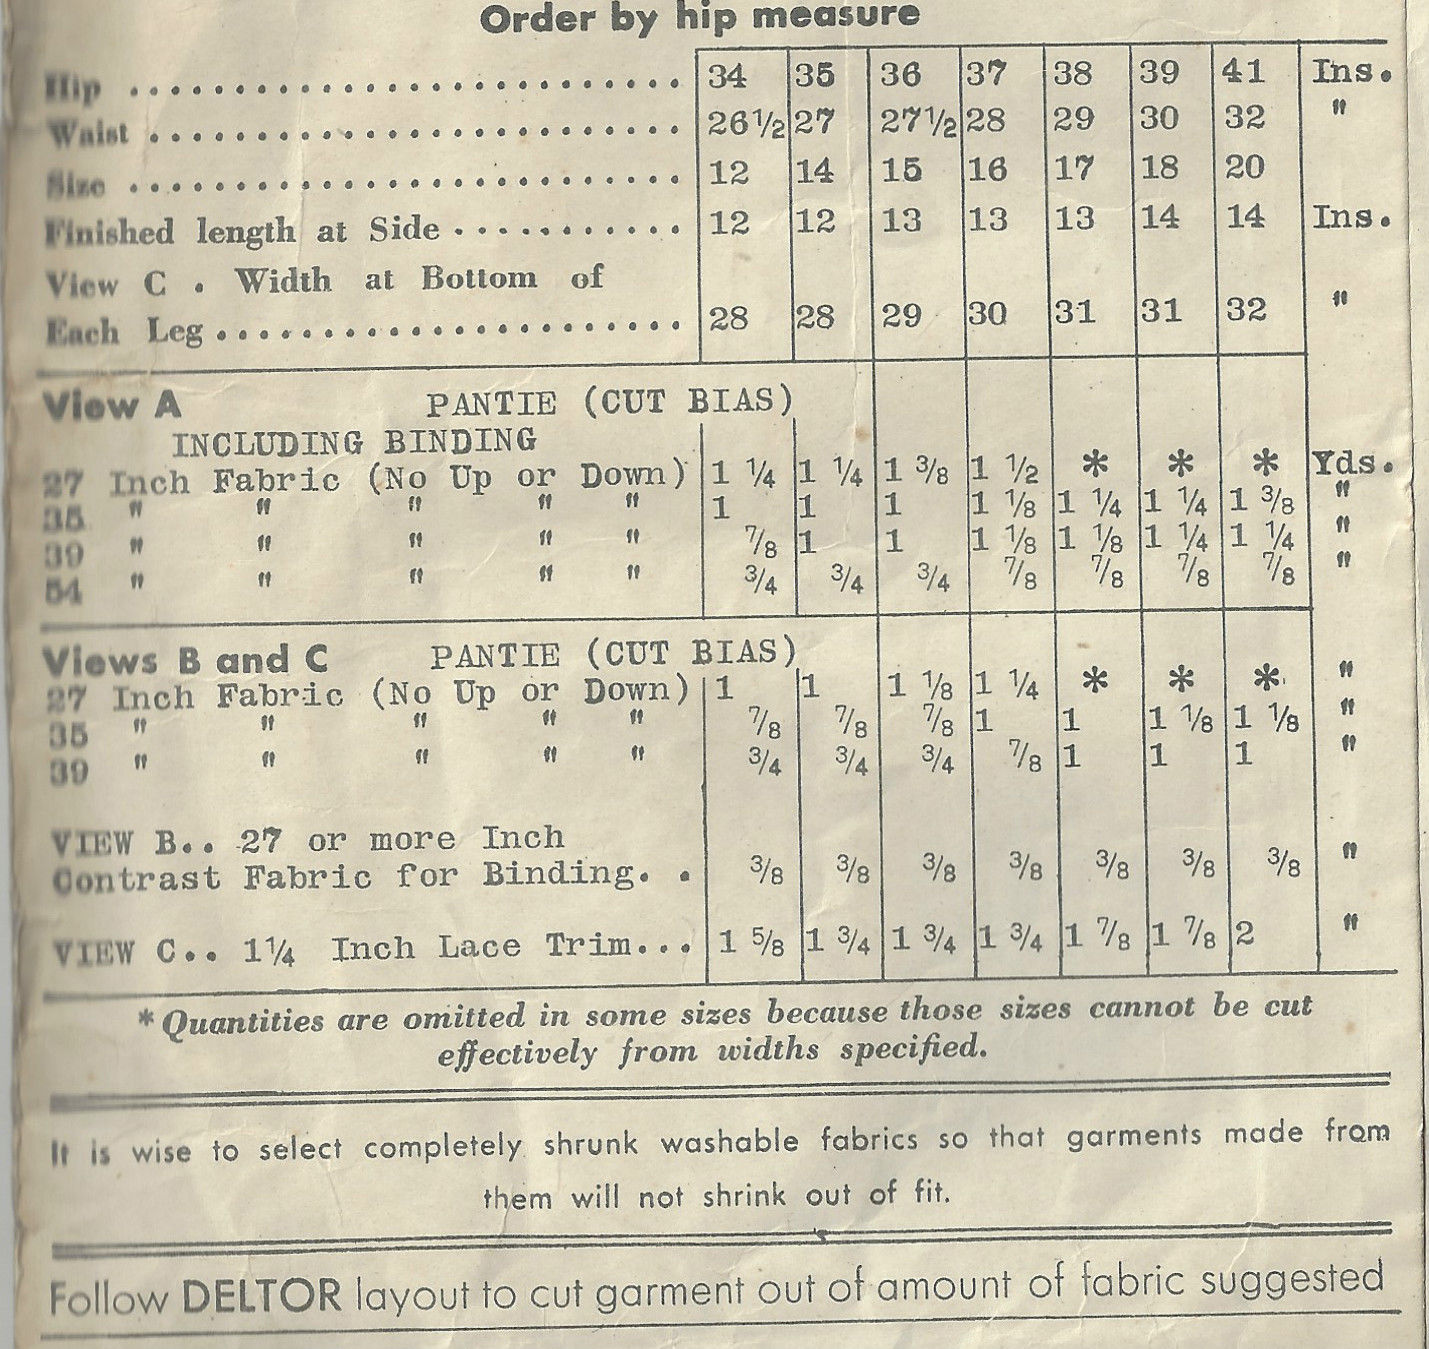 Order by hip measure
Hip ........................... 34 35 36 37 38 39 41 Ins.
Waist .......................... 26½ 27 27½ 28 29 30 32 "
Size ........................... 12 14 15 16 17 18 20
Finished length at Side ........... 12 12 13 13 13 14 14 Ins.
View C . Width at Bottom of
Each Leg ....................... 28 28 29 30 31 31 32 "
View A PANTIE (CUT BIAS)
INCLUDING BINDING
27 Inch Fabric (No Up or Down) 1 ¼ 1 ¼ 1 ⅜ 1 ½ * * * Yds.
35 " " " " " 1 1 1 1 ⅛ 1 ¼ 1 ¼ 1 ⅜ "
39 " " " " " ⅞ 1 1 1 ⅛ 1 ⅛ 1 ¼ 1 ¼ "
54 " " " " " ¾ ¾ ¾ ⅞ ⅞ ⅞ ⅞ "
Views B and C PANTIE (CUT BIAS)
27 Inch Fabric (No Up or Down) 1 1 1 ⅛ 1 ¼ * * * "
35 " " " " " ⅞ ⅞ ⅞ 1 1 1 ⅛ 1 ⅛ "
39 " " " " " ¾ ¾ ¾ ⅞ 1 1 1 "
VIEW B.. 27 or more Inch
Contrast Fabric for Binding. . ⅜ ⅜ ⅜ ⅜ ⅜ ⅜ ⅜ "
VIEW C.. 1¼ Inch Lace Trim... 1 ⅝ 1 ¾ 1 ¾ 1 ¾ 1 ⅞ 1 ⅞ 2 "
* Quantities are omitted in some sizes because those sizes cannot be cut
effectively from widths specified.
It is wise to select completely shrunk washable fabrics so that garments made from
them will not shrink out of fit.
Follow DELTOR layout to cut garment out of amount of fabric suggested